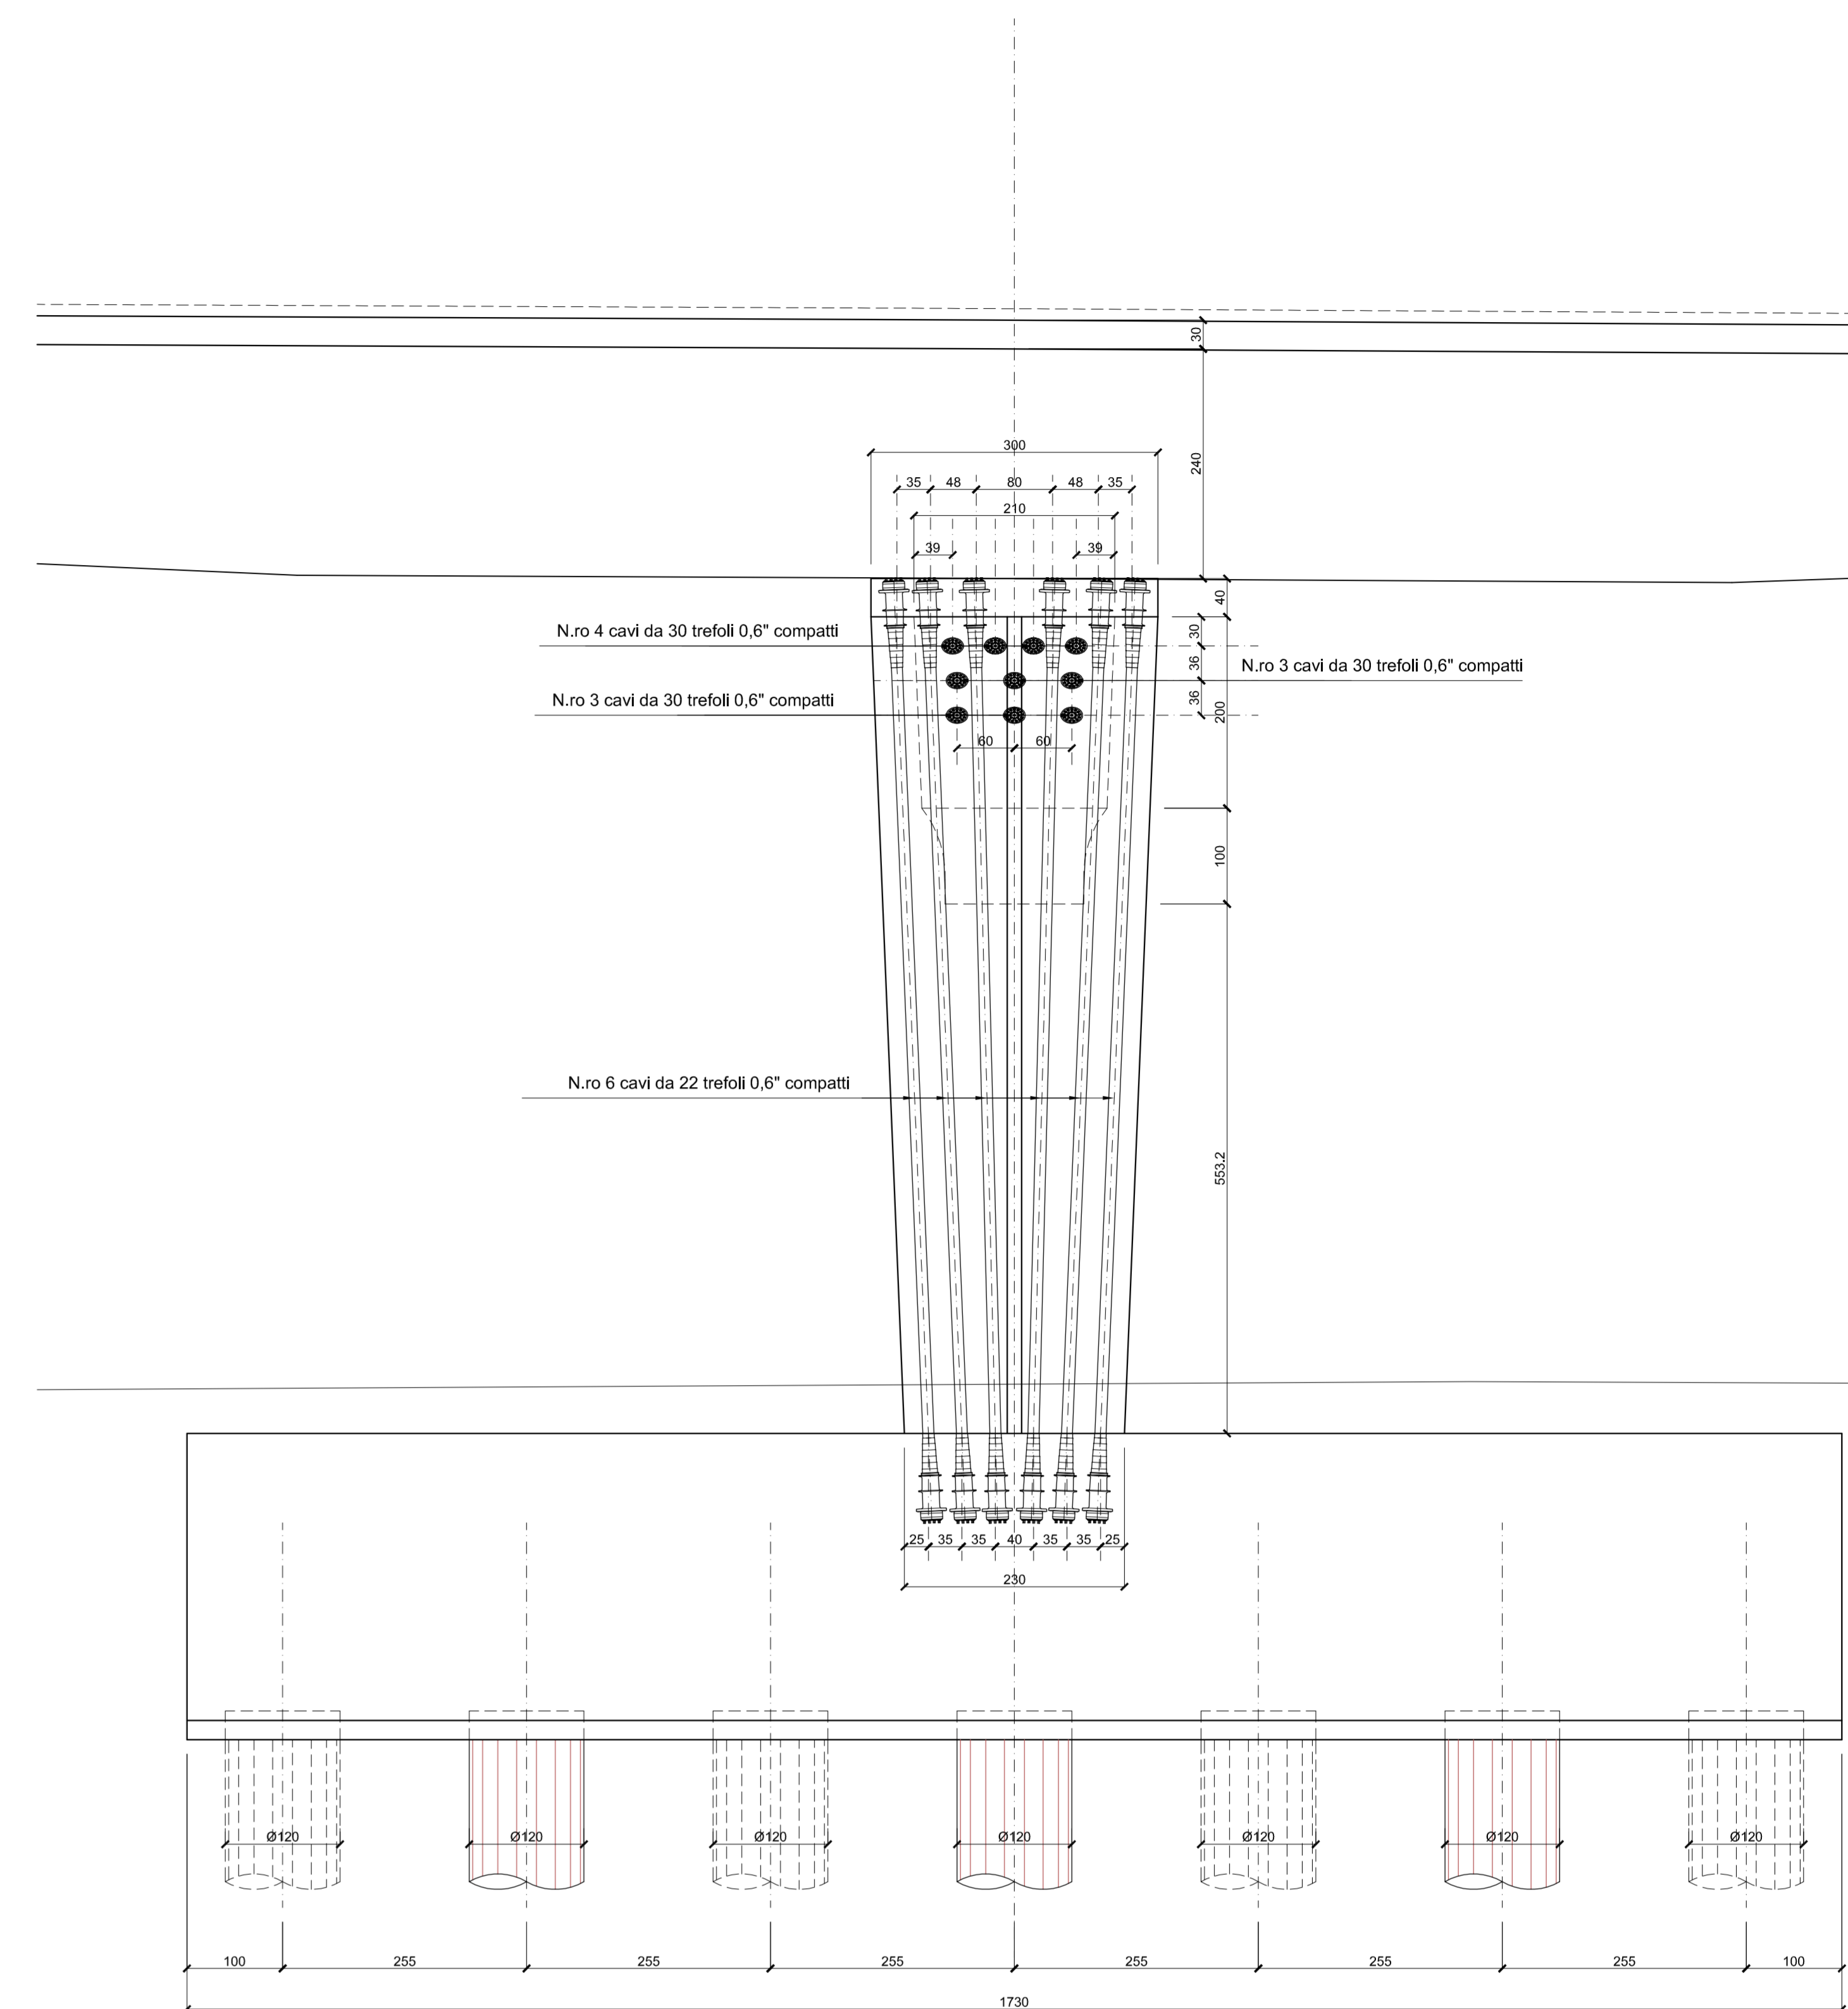 30
240
300
35 48 80 48 35
210
39 39
40
N.ro 4 cavi da 30 trefoli 0,6" compatti
30
36
N.ro 3 cavi da 30 trefoli 0,6" compatti
N.ro 3 cavi da 30 trefoli 0,6" compatti
36
200
60 60
100
N.ro 6 cavi da 22 trefoli 0,6" compatti
553.2
25 35 35 40 35 35 25
230
Ø120 Ø120 Ø120 Ø120 Ø120 Ø120 Ø120
100 255 255 255 255 255 255 100
1730